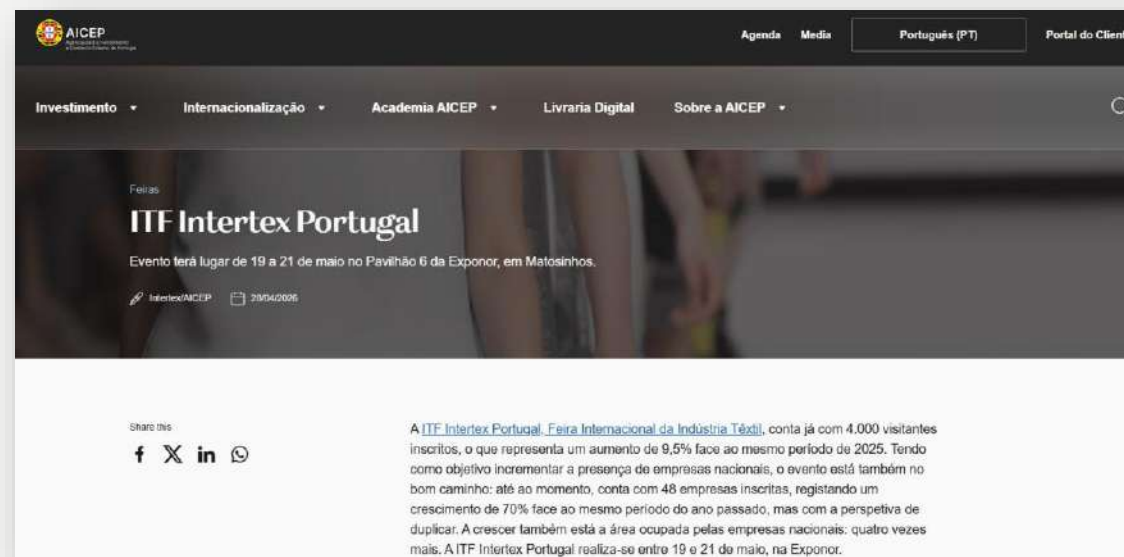 AICEP
Agenda
Media
Português (PT)
Portal do Client
Investimento
Internacionalização
Academia AICEP
Livraria Digital
Sobre a AICEP
Feiras
ITF Intertex Portugal
Evento terá lugar de 19 a 21 de maio no Pavilhão 6 da Exponor, em Matosinhos.
Intertex/AICEP
Share this
A ITF Intertex Portugal, Feira Internacional da Indústria Têxtil, conta já com 4.000 visitantes
inscritos, o que representa um aumento de 9,5% face ao mesmo período de 2025. Tendo
como objetivo incrementar a presença de empresas nacionais, o evento está também no
bom caminho: até ao momento, conta com 48 empresas inscritas, registando um
crescimento de 70% face ao mesmo período do ano passado, mas com a perspetiva de
duplicar. A crescer também está a área ocupada pelas empresas nacionais: quatro vezes
mais. A ITF Intertex Portugal realiza-se entre 19 e 21 de maio, na Exponor.